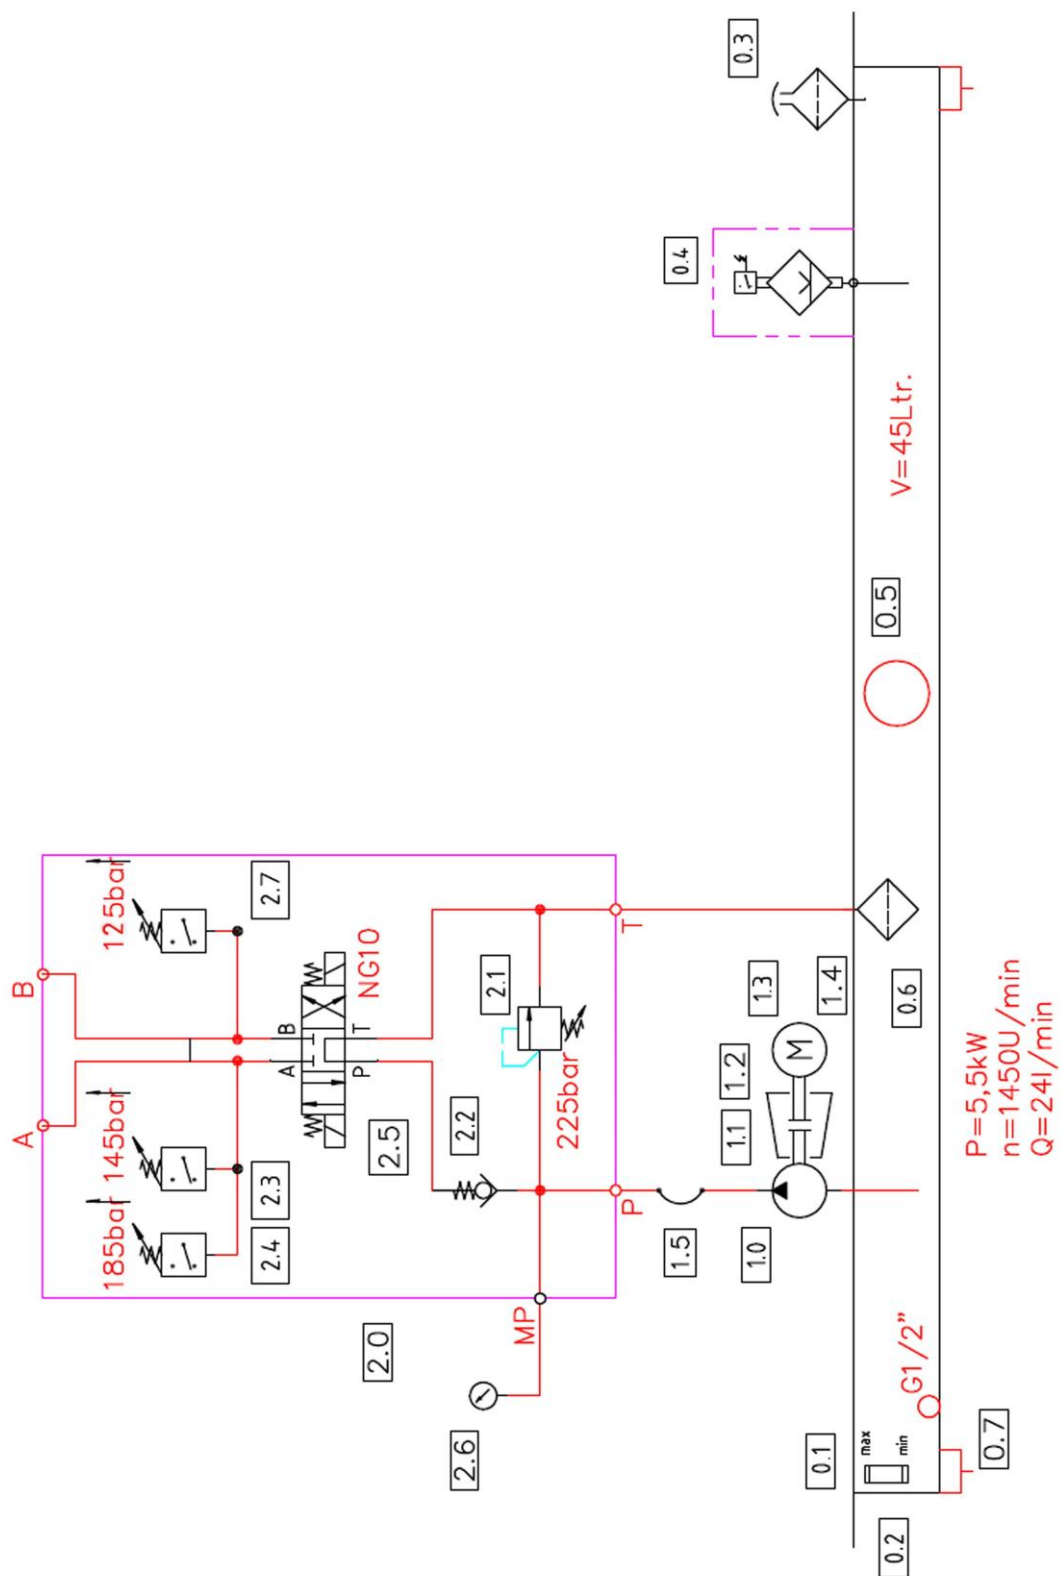 A
B
185bar
145bar
125bar
2.4
2.3
2.7
A
B
P
T
NG10
2.5
2.0
2.2
2.1
225bar
2.6
MP
P
T
1.5
1.0
1.1
1.2
1.3
1.4
M
0.4
0.3
0.1
0.2
max
min
G1/2"
0.6
0.5
V=45Ltr.
0.7
P=5,5kW
n=1450U/min
Q=24l/min